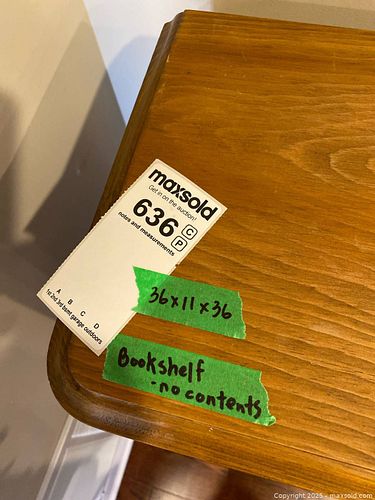 maxsold
Get in on the auction!
636 C
P
notes and measurements
A B C D
1st 2nd 3rd bsmt garage outdoors
36x11x36
Bookshelf
-no contents
Copyright 2025 - maxsold.com